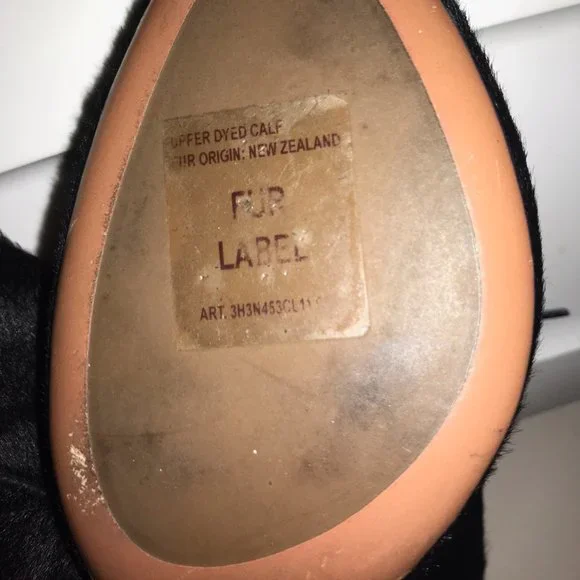 UPPER DYED CALF
FUR ORIGIN: NEW ZEALAND
FUR
LABEL
ART. 3H3N453CL11